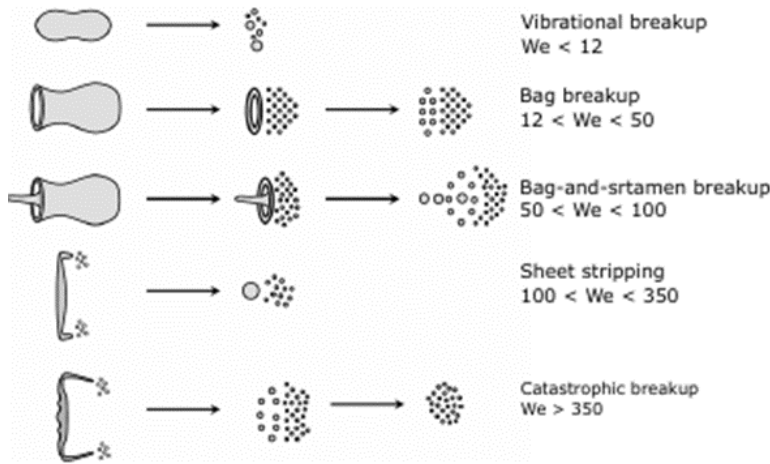 Vibrational breakup
We < 12
Bag breakup
12 < We < 50
Bag-and-srtamen breakup
50 < We < 100
Sheet stripping
100 < We < 350
Catastrophic breakup
We > 350